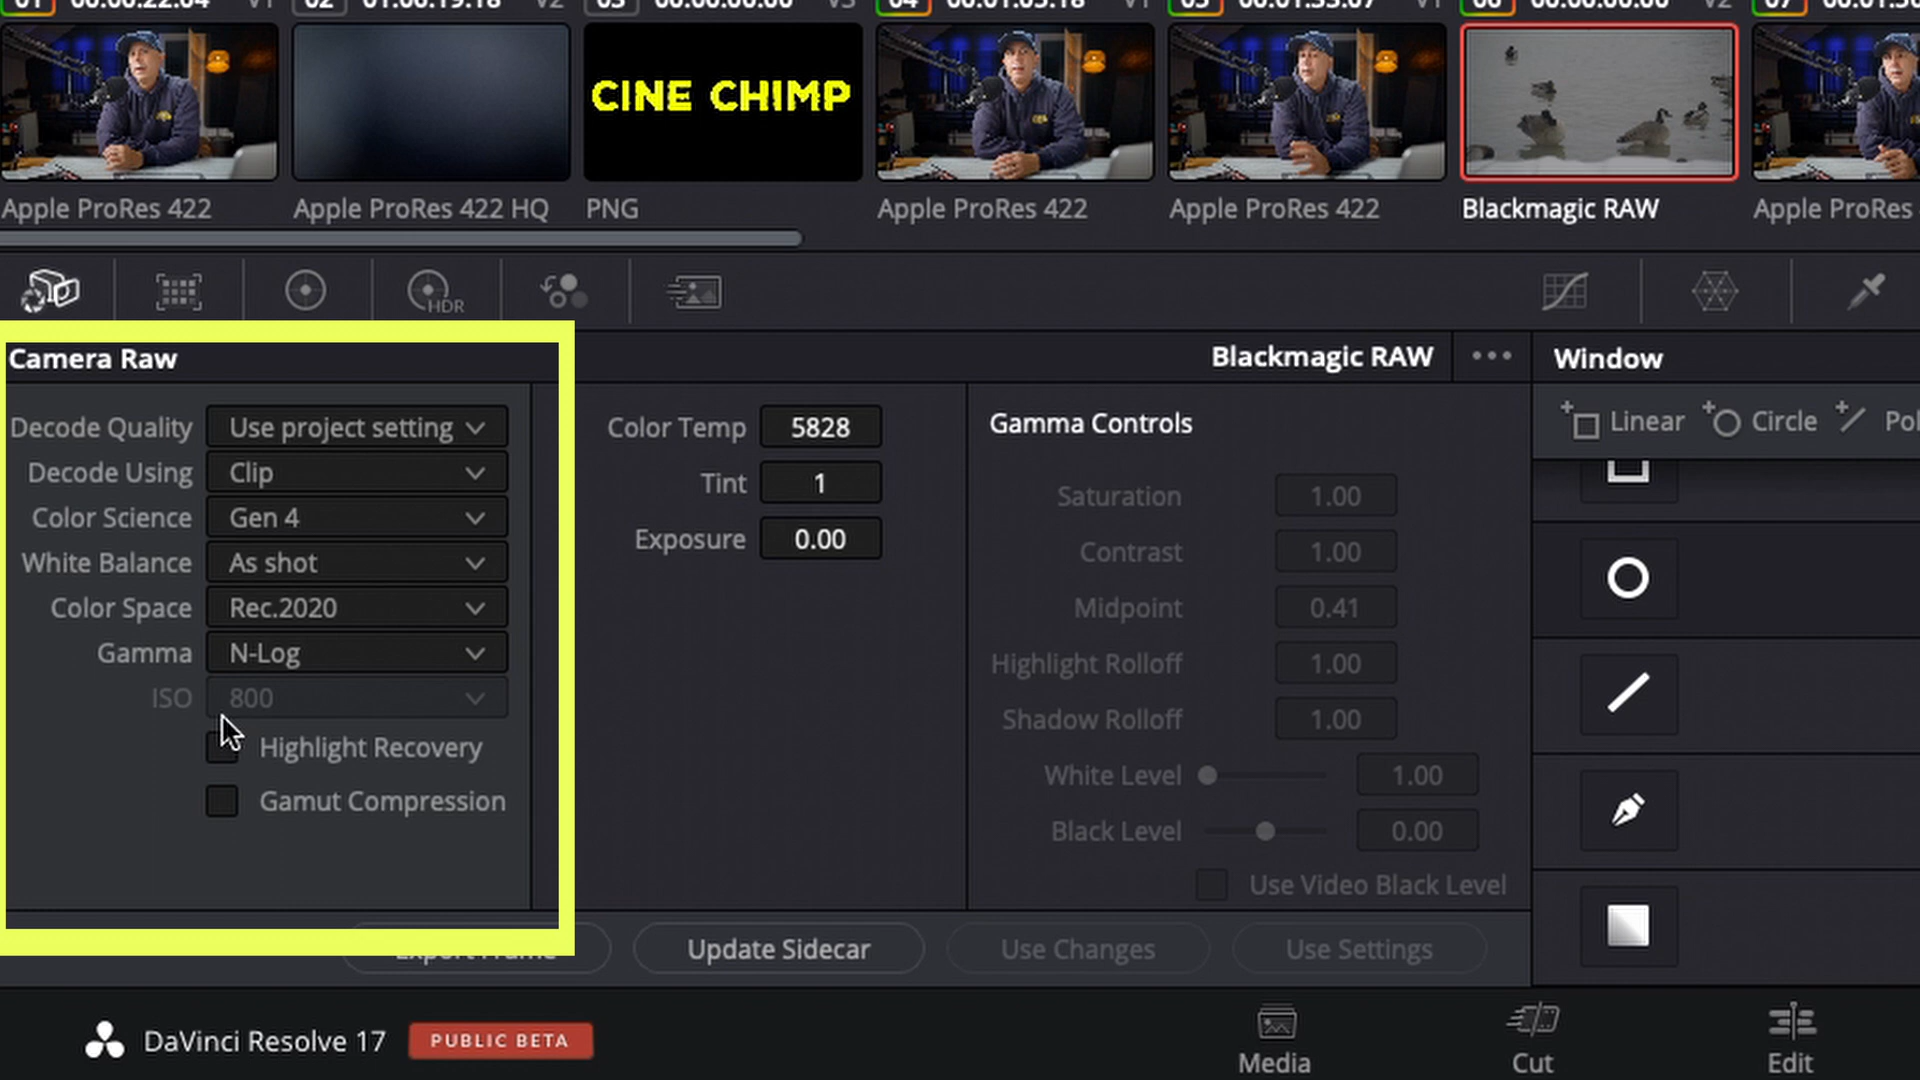 CINE CHIMP
Apple ProRes 422
Apple ProRes 422 HQ
PNG
Apple ProRes 422
Apple ProRes 422
Blackmagic RAW
Apple ProRes
HDR
Camera Raw
Blackmagic RAW
Window
Decode Quality Use project setting
Decode Using Clip
Color Science Gen 4
White Balance As shot
Color Space Rec.2020
Gamma N-Log
ISO 800
Highlight Recovery
Gamut Compression
Color Temp 5828
Tint 1
Exposure 0.00
Gamma Controls
Saturation 1.00
Contrast 1.00
Midpoint 0.41
Highlight Rolloff 1.00
Shadow Rolloff 1.00
White Level 1.00
Black Level 0.00
Use Video Black Level
Linear Circle Pol
Update Sidecar
Use Changes
Use Settings
DaVinci Resolve 17 PUBLIC BETA
Media
Cut
Edit